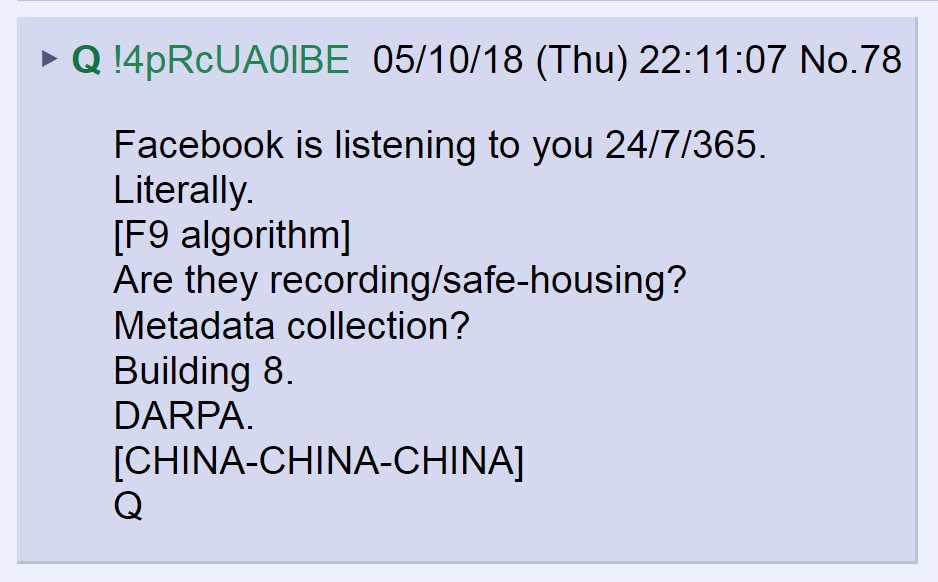 ▶ Q !4pRcUA0lBE 05/10/18 (Thu) 22:11:07 No.78
Facebook is listening to you 24/7/365.
Literally.
[F9 algorithm]
Are they recording/safe-housing?
Metadata collection?
Building 8.
DARPA.
[CHINA-CHINA-CHINA]
Q